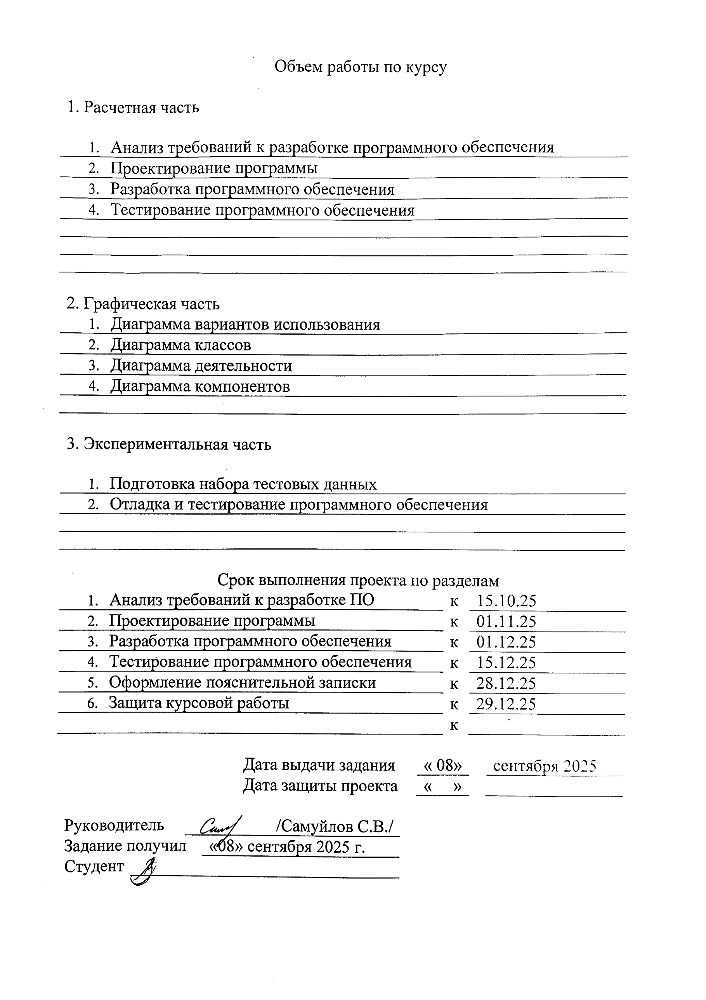 Объем работы по курсу
1. Расчетная часть
1. Анализ требований к разработке программного обеспечения
2. Проектирование программы
3. Разработка программного обеспечения
4. Тестирование программного обеспечения
2. Графическая часть
1. Диаграмма вариантов использования
2. Диаграмма классов
3. Диаграмма деятельности
4. Диаграмма компонентов
3. Экспериментальная часть
1. Подготовка набора тестовых данных
2. Отладка и тестирование программного обеспечения
Срок выполнения проекта по разделам
1. Анализ требований к разработке ПО к 15.10.25
2. Проектирование программы к 01.11.25
3. Разработка программного обеспечения к 01.12.25
4. Тестирование программного обеспечения к 15.12.25
5. Оформление пояснительной записки к 28.12.25
6. Защита курсовой работы к 29.12.25
к
Дата выдачи задания « 08» сентября 2025
Дата защиты проекта « »
Руководитель /Самуйлов С.В./
Задание получил «08» сентября 2025 г.
Студент